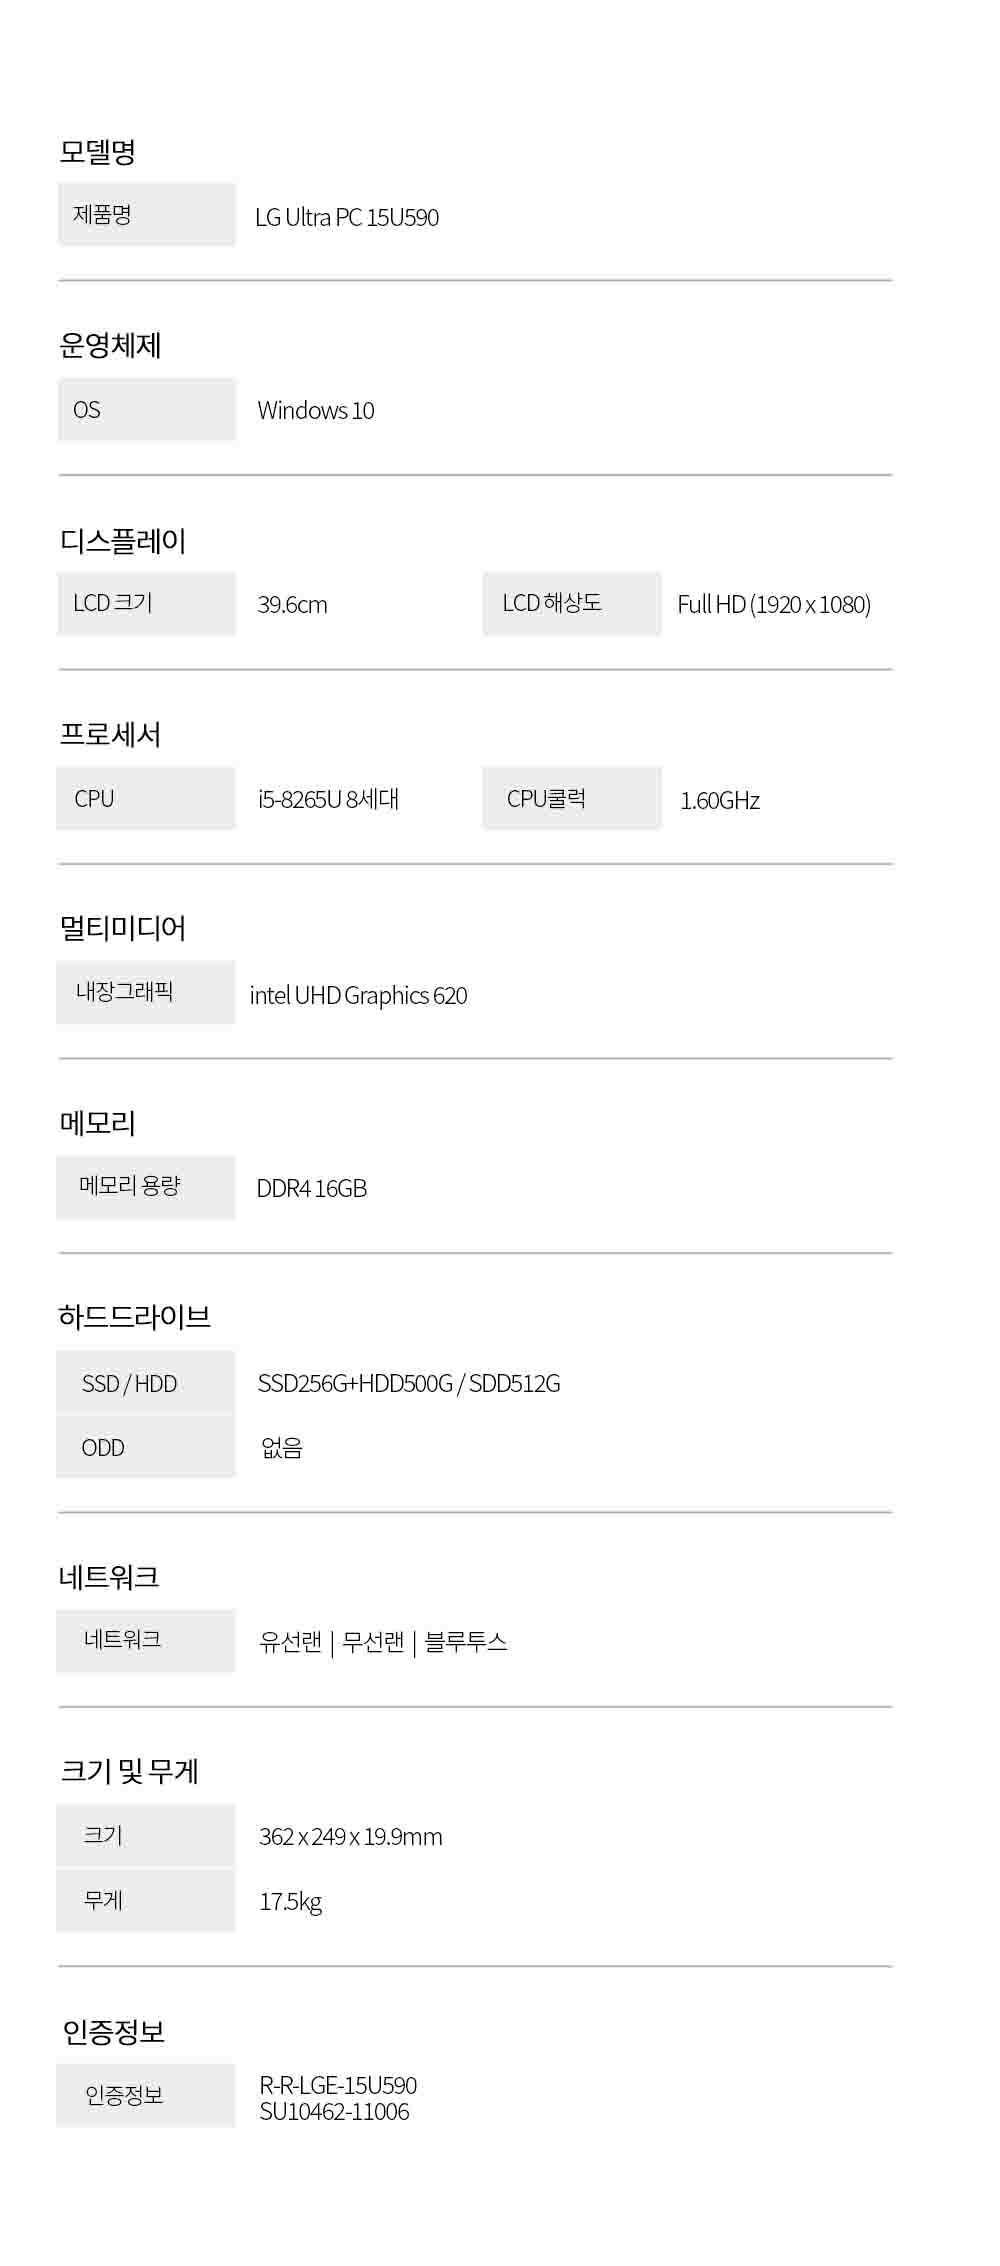 모델명
제품명 LG Ultra PC 15U590
운영체제
OS Windows 10
디스플레이
LCD 크기 39.6cm LCD 해상도 Full HD (1920 x 1080)
프로세서
CPU i5-8265U 8세대 CPU쿨럭 1.60GHz
멀티미디어
내장그래픽 intel UHD Graphics 620
메모리
메모리 용량 DDR4 16GB
하드드라이브
SSD / HDD SSD256G+HDD500G / SDD512G
ODD 없음
네트워크
네트워크 유선랜 | 무선랜 | 블루투스
크기 및 무게
크기 362 x 249 x 19.9mm
무게 17.5kg
인증정보
인증정보 R-R-LGE-15U590
SU10462-11006